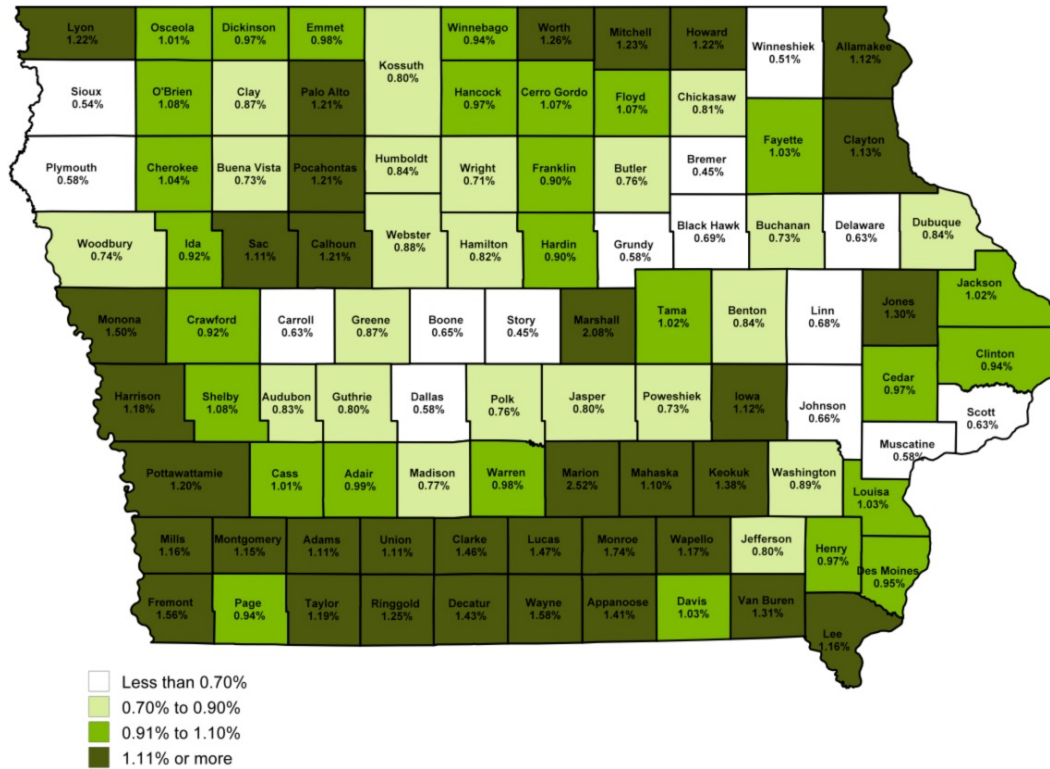 Lyon
1.22%
Osceola
1.01%
Dickinson
0.97%
Emmet
0.98%
Kossuth
0.80%
Winnebago
0.94%
Worth
1.26%
Mitchell
1.23%
Howard
1.22%
Winneshiek
0.51%
Allamakee
1.12%
Sioux
0.54%
O'Brien
1.08%
Clay
0.87%
Palo Alto
1.21%
Hancock
0.97%
Cerro Gordo
1.07%
Floyd
1.07%
Chickasaw
0.81%
Fayette
1.03%
Clayton
1.13%
Plymouth
0.58%
Cherokee
1.04%
Buena Vista
0.73%
Pocahontas
1.21%
Humboldt
0.84%
Wright
0.71%
Franklin
0.90%
Butler
0.76%
Bremer
0.45%
Woodbury
0.74%
Ida
0.92%
Sac
1.11%
Calhoun
1.21%
Webster
0.88%
Hamilton
0.82%
Hardin
0.90%
Grundy
0.58%
Black Hawk
0.69%
Buchanan
0.73%
Delaware
0.63%
Dubuque
0.84%
Monona
1.50%
Crawford
0.92%
Carroll
0.63%
Greene
0.87%
Boone
0.65%
Story
0.45%
Marshall
2.08%
Tama
1.02%
Benton
0.84%
Linn
0.68%
Jones
1.30%
Jackson
1.02%
Clinton
0.94%
Harrison
1.18%
Shelby
1.08%
Audubon
0.83%
Guthrie
0.80%
Dallas
0.58%
Polk
0.76%
Jasper
0.80%
Poweshiek
0.73%
Iowa
1.12%
Johnson
0.66%
Cedar
0.97%
Scott
0.63%
Muscatine
0.58%
Pottawattamie
1.20%
Cass
1.01%
Adair
0.99%
Madison
0.77%
Warren
0.98%
Marion
2.52%
Mahaska
1.10%
Keokuk
1.38%
Washington
0.89%
Louisa
1.03%
Mills
1.16%
Montgomery
1.15%
Adams
1.11%
Union
1.11%
Clarke
1.46%
Lucas
1.47%
Monroe
1.74%
Wapello
1.17%
Jefferson
0.80%
Henry
0.97%
Des Moines
0.95%
Fremont
1.56%
Page
0.94%
Taylor
1.19%
Ringgold
1.25%
Decatur
1.43%
Wayne
1.58%
Appanoose
1.41%
Davis
1.03%
Van Buren
1.31%
Lee
1.16%
Less than 0.70%
0.70% to 0.90%
0.91% to 1.10%
1.11% or more